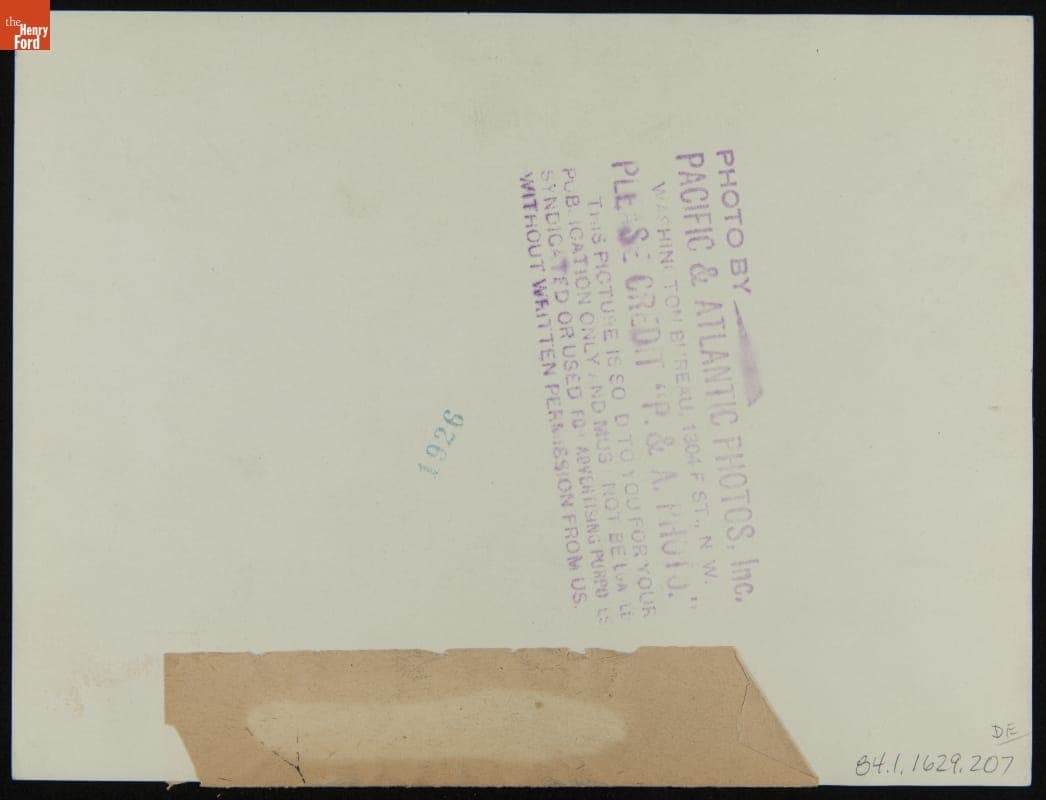 the
Henry
Ford
PHOTO BY
PACIFIC & ATLANTIC PHOTOS, Inc.
WASHINGTON BUREAU, 1304 F ST., N. W.
PLEASE CREDIT "P. & A. PHOTO."
THIS PICTURE IS SOLD TO YOU FOR YOUR
PUBLICATION ONLY AND MUST NOT BE
SYNDICATED OR USED FOR ADVERTISING PURPOSES
WITHOUT WRITTEN PERMISSION FROM US.
1926
DE
84.1.1629.207